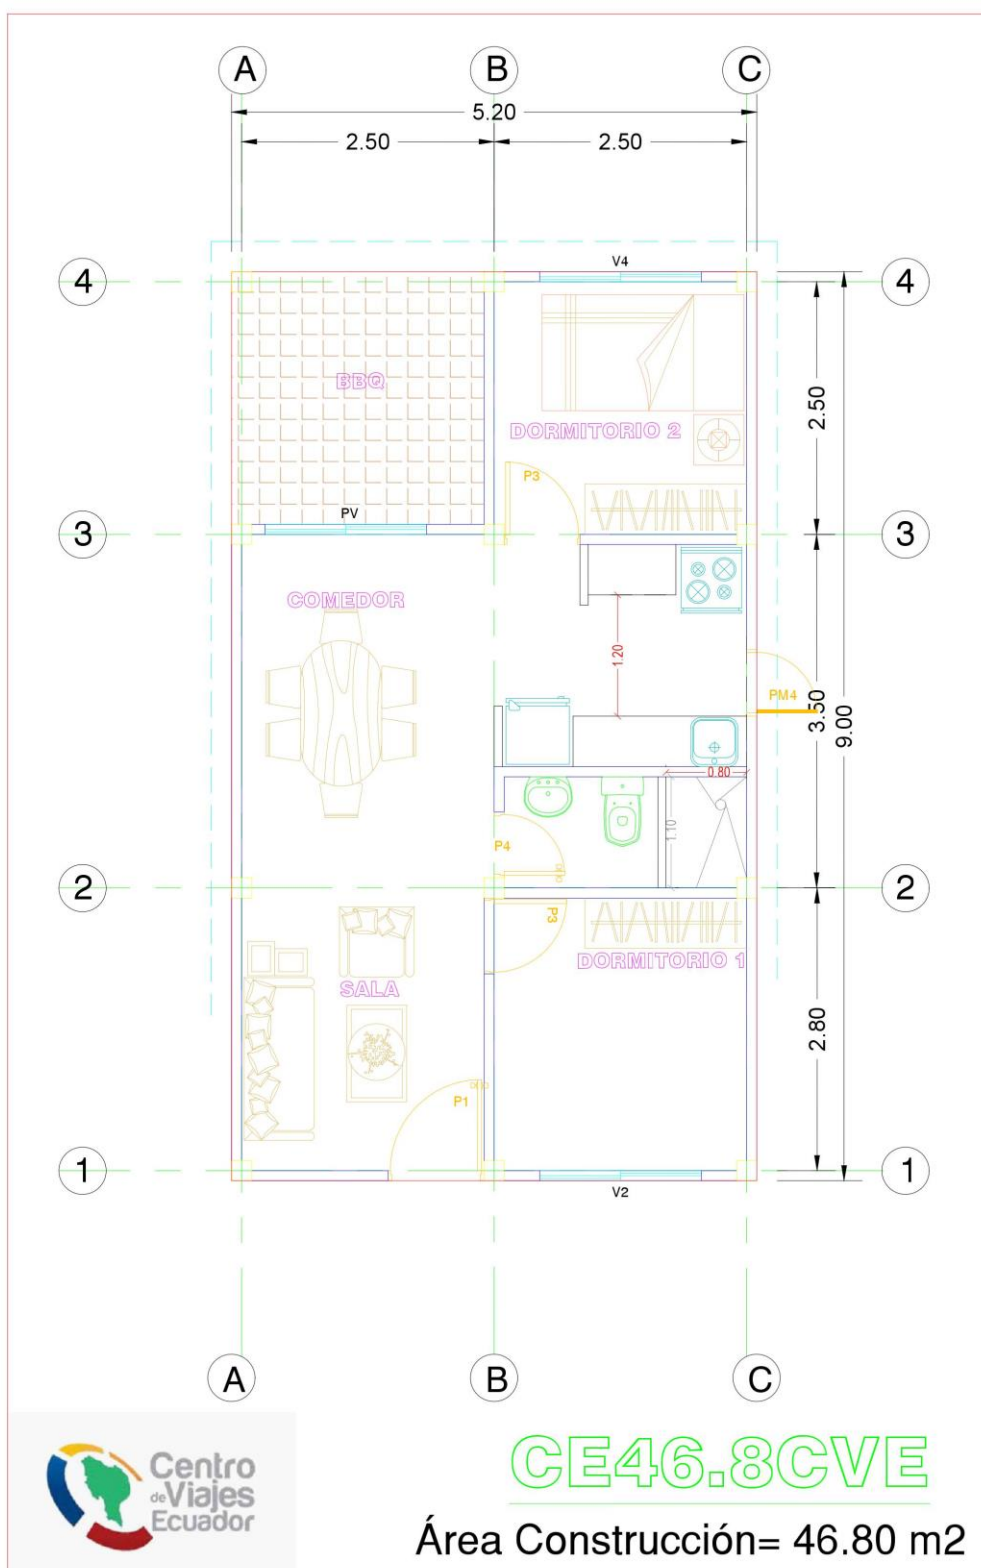 A B C
5.20
2.50 2.50
V4
4 4
BBQ
2.50
DORMITORIO 2
P3
PV
3 3
COMEDOR
1.20
PM4
3.50
9.00
0.80
1.10
P4
2 2
P3
DORMITORIO 1
SALA
2.80
P1
1 1
V2
A B C
Centro
de Viajes
Ecuador
CE46.8CVE
Área Construcción= 46.80 m2